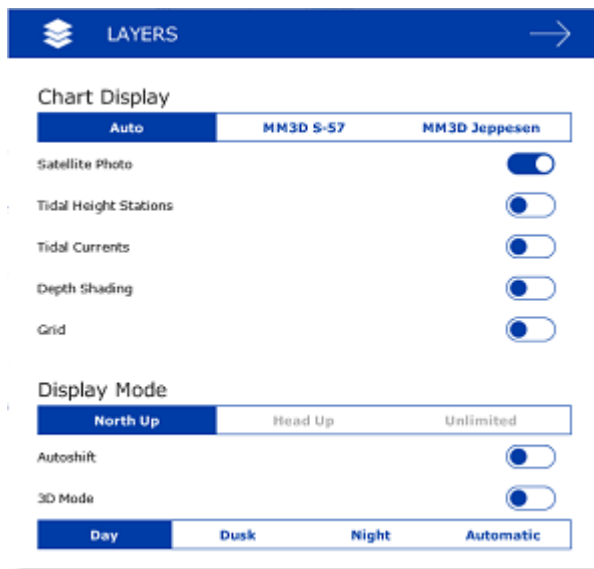 LAYERS
Chart Display
Auto MM3D S-57 MM3D Jeppesen
Satellite Photo
Tidal Height Stations
Tidal Currents
Depth Shading
Grid
Display Mode
North Up Head Up Unlimited
Autoshift
3D Mode
Day Dusk Night Automatic